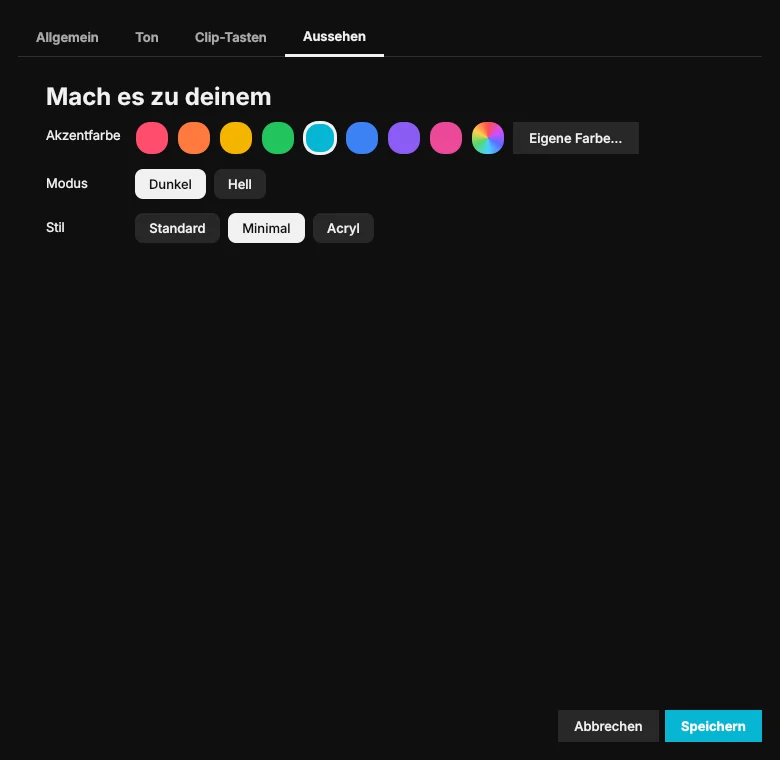 Allgemein Ton Clip-Tasten Aussehen
Mach es zu deinem
Akzentfarbe Eigene Farbe...
Modus Dunkel Hell
Stil Standard Minimal Acryl
Abbrechen Speichern